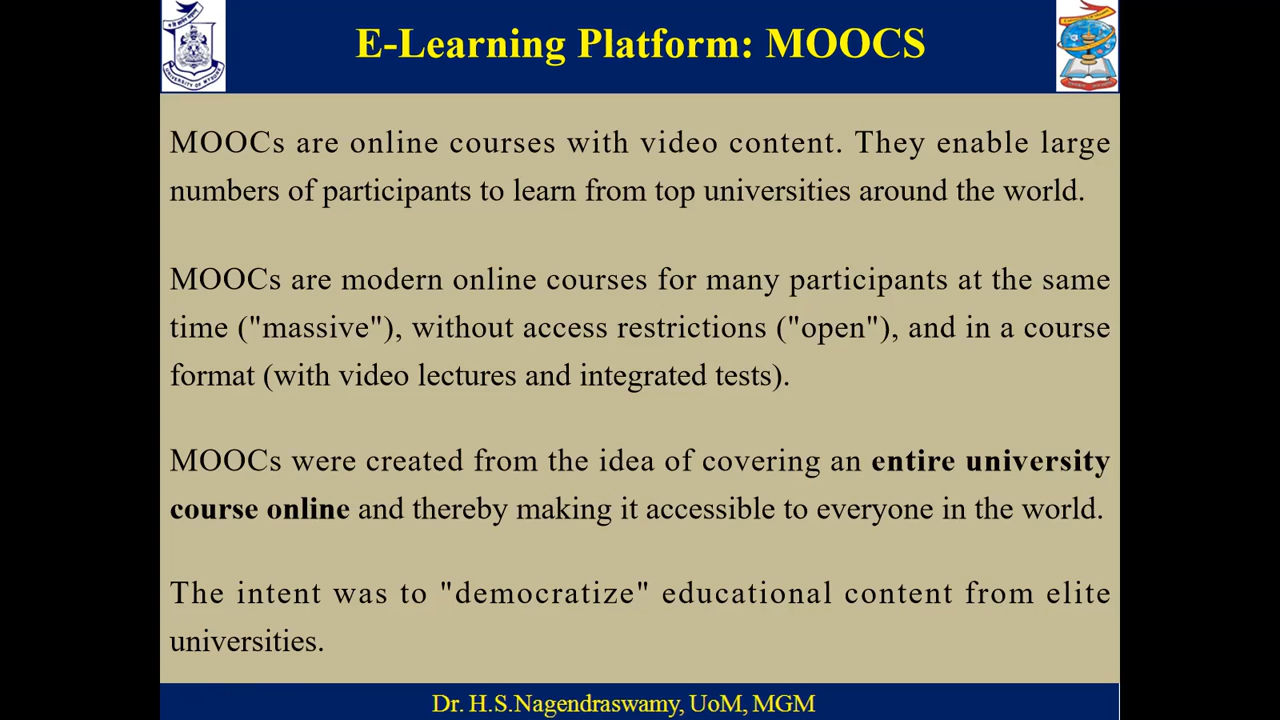 E-Learning Platform: MOOCS
UNIVERSITY OF MYSORE
MOOCs are online courses with video content. They enable large
numbers of participants to learn from top universities around the world.
MOOCs are modern online courses for many participants at the same
time ("massive"), without access restrictions ("open"), and in a course
format (with video lectures and integrated tests).
MOOCs were created from the idea of covering an entire university
course online and thereby making it accessible to everyone in the world.
The intent was to "democratize" educational content from elite
universities.
Dr. H.S.Nagendraswamy, UoM, MGM